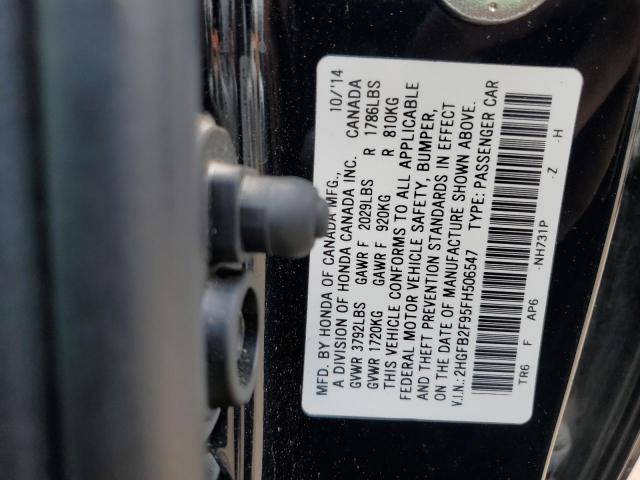 MFD. BY HONDA OF CANADA MFG., 10/'14
A DIVISION OF HONDA CANADA INC. CANADA
GVWR 3792LBS GAWR F 2029LBS R 1786LBS
GVWR 1720KG GAWR F 920KG R 810KG
THIS VEHICLE CONFORMS TO ALL APPLICABLE
FEDERAL MOTOR VEHICLE SAFETY, BUMPER,
AND THEFT PREVENTION STANDARDS IN EFFECT
ON THE DATE OF MANUFACTURE SHOWN ABOVE.
V.I.N.: 2HGFB2F95FH506547 TYPE: PASSENGER CAR
TR6 F AP6 -NH731P -Z -H